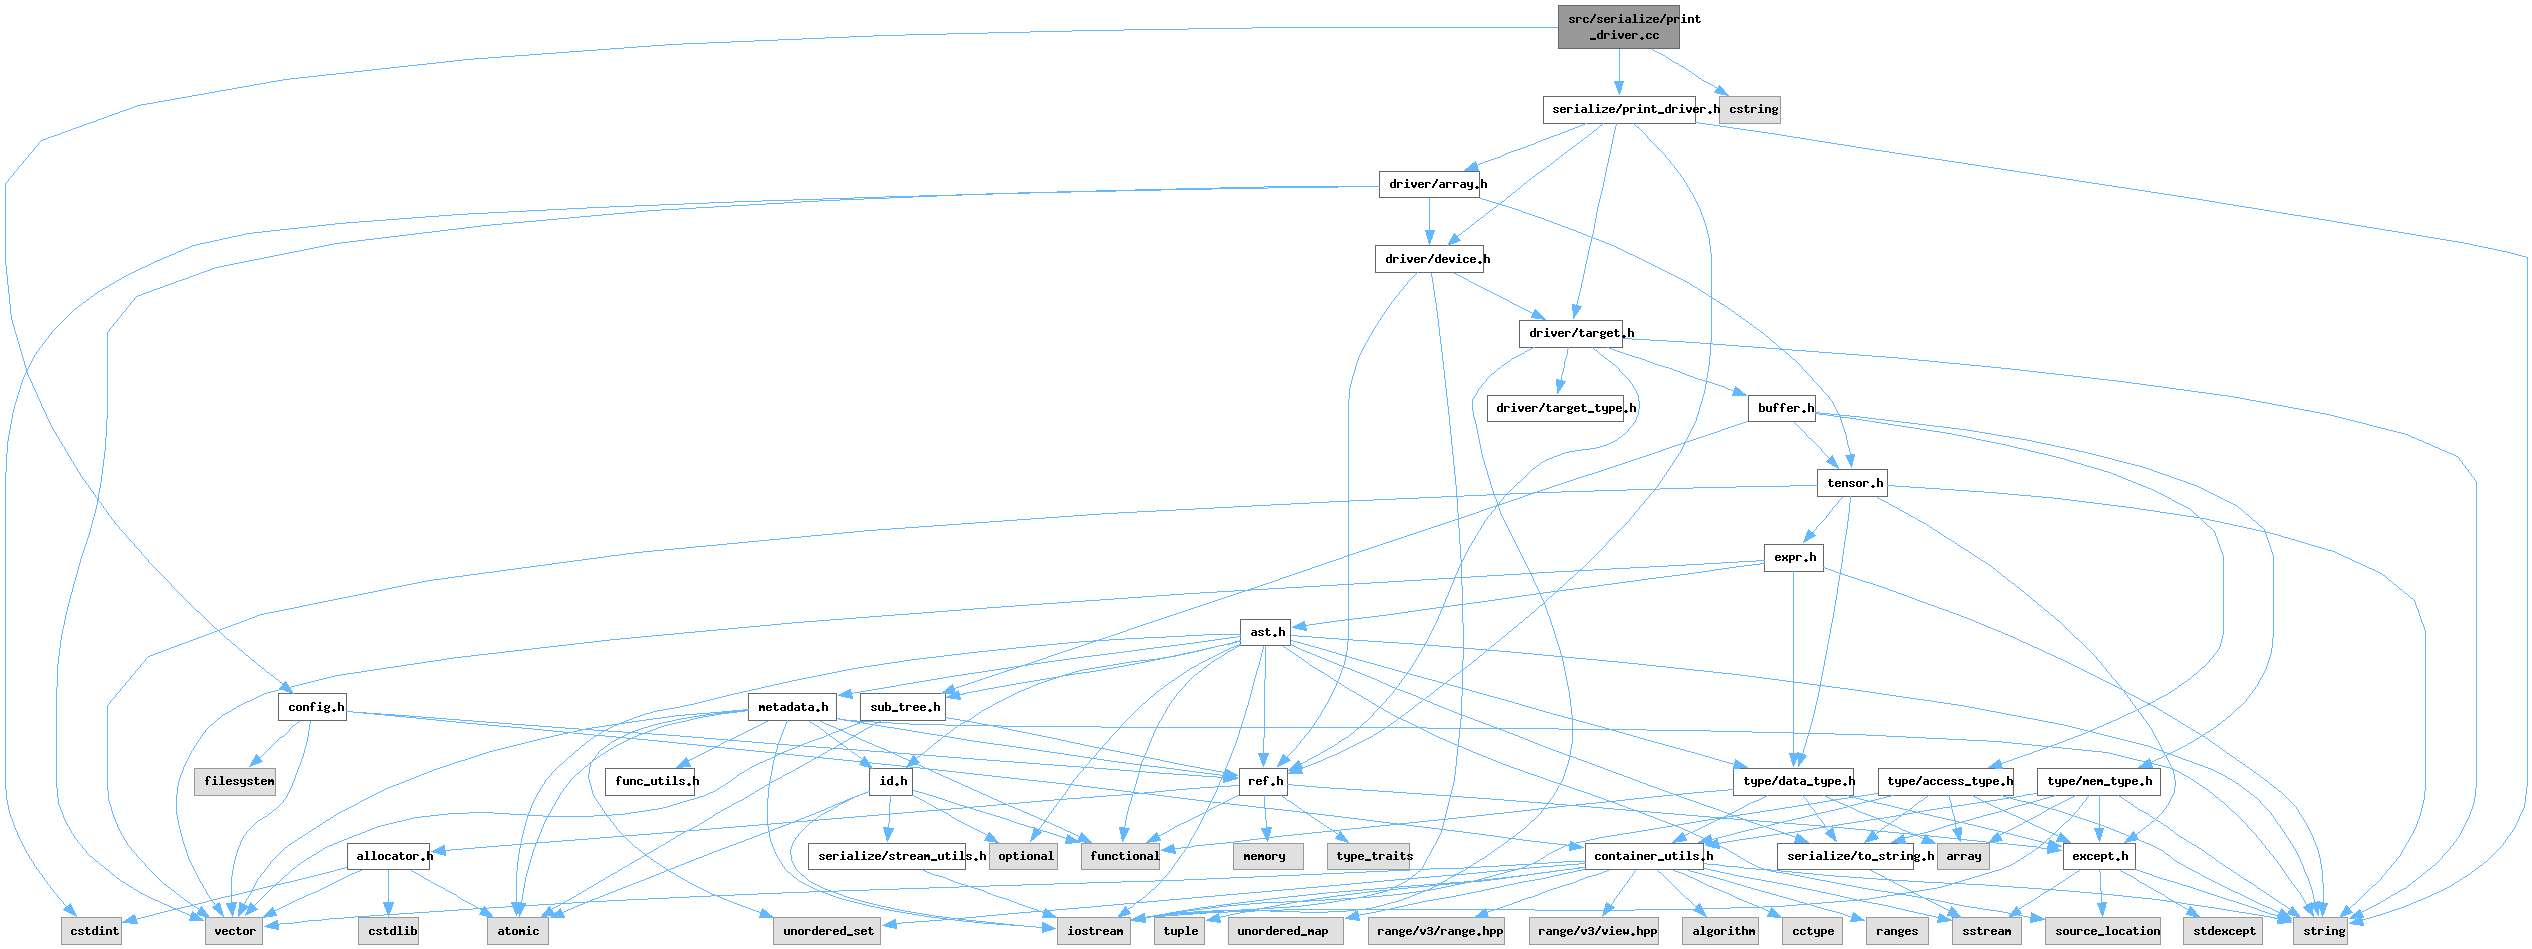 src/serialize/print
_driver.cc
serialize/print_driver.h
cstring
driver/array.h
driver/device.h
driver/target.h
driver/target_type.h
buffer.h
tensor.h
expr.h
ast.h
config.h
metadata.h
sub_tree.h
filesystem
func_utils.h
id.h
ref.h
type/data_type.h
type/access_type.h
type/mem_type.h
allocator.h
serialize/stream_utils.h
optional
functional
memory
type_traits
container_utils.h
serialize/to_string.h
array
except.h
cstdint
vector
cstdlib
atomic
unordered_set
iostream
tuple
unordered_map
range/v3/range.hpp
range/v3/view.hpp
algorithm
cctype
ranges
sstream
source_location
stdexcept
string